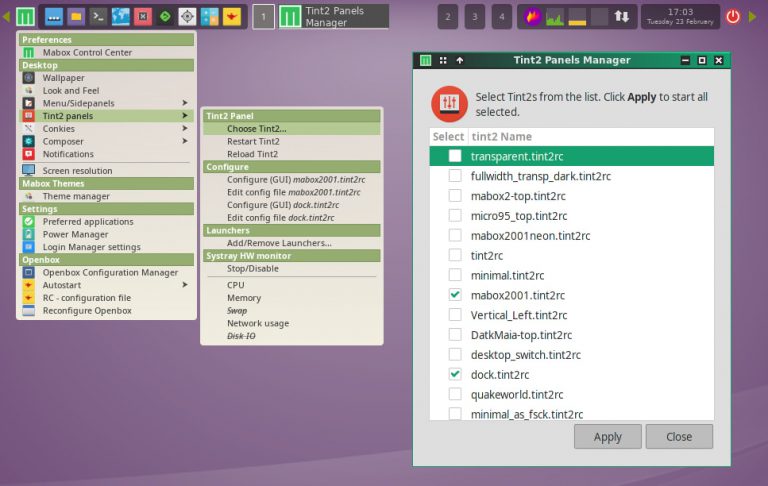 1
Tint2 Panels
Manager
2
3
4
17:03
Tuesday 23 February
Preferences
Mabox Control Center
Desktop
Wallpaper
Look and Feel
Menu/Sidepanels
Tint2 panels
Conkies
Composer
Notifications
Screen resolution
Mabox Themes
Theme manager
Settings
Preferred applications
Power Manager
Login Manager settings
Openbox
Openbox Configuration Manager
Autostart
RC - configuration file
Reconfigure Openbox
Tint2 Panel
Choose Tint2...
Restart Tint2
Reload Tint2
Configure
Configure (GUI) mabox2001.tint2rc
Edit config file mabox2001.tint2rc
Configure (GUI) dock.tint2rc
Edit config file dock.tint2rc
Launchers
Add/Remove Launchers...
Systray HW monitor
Stop/Disable
CPU
Memory
Swap
Network usage
Disk IO
Tint2 Panels Manager
Select Tint2s from the list. Click Apply to start all
selected.
Select tint2 Name
transparent.tint2rc
fullwidth_transp_dark.tint2rc
mabox2-top.tint2rc
micro95_top.tint2rc
mabox2001neon.tint2rc
tint2rc
minimal.tint2rc
mabox2001.tint2rc
Vertical_Left.tint2rc
DatkMaia-top.tint2rc
desktop_switch.tint2rc
dock.tint2rc
quakeworld.tint2rc
minimal_as_fsck.tint2rc
Apply
Close